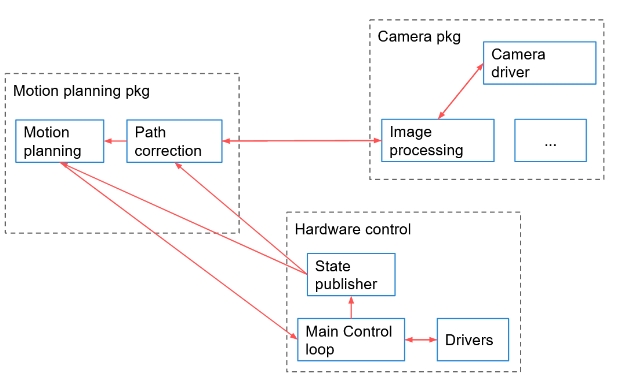 Camera pkg
Camera
driver
Motion planning pkg
Motion
planning
Path
correction
Image
processing
...
Hardware control
State
publisher
Main Control
loop
Drivers